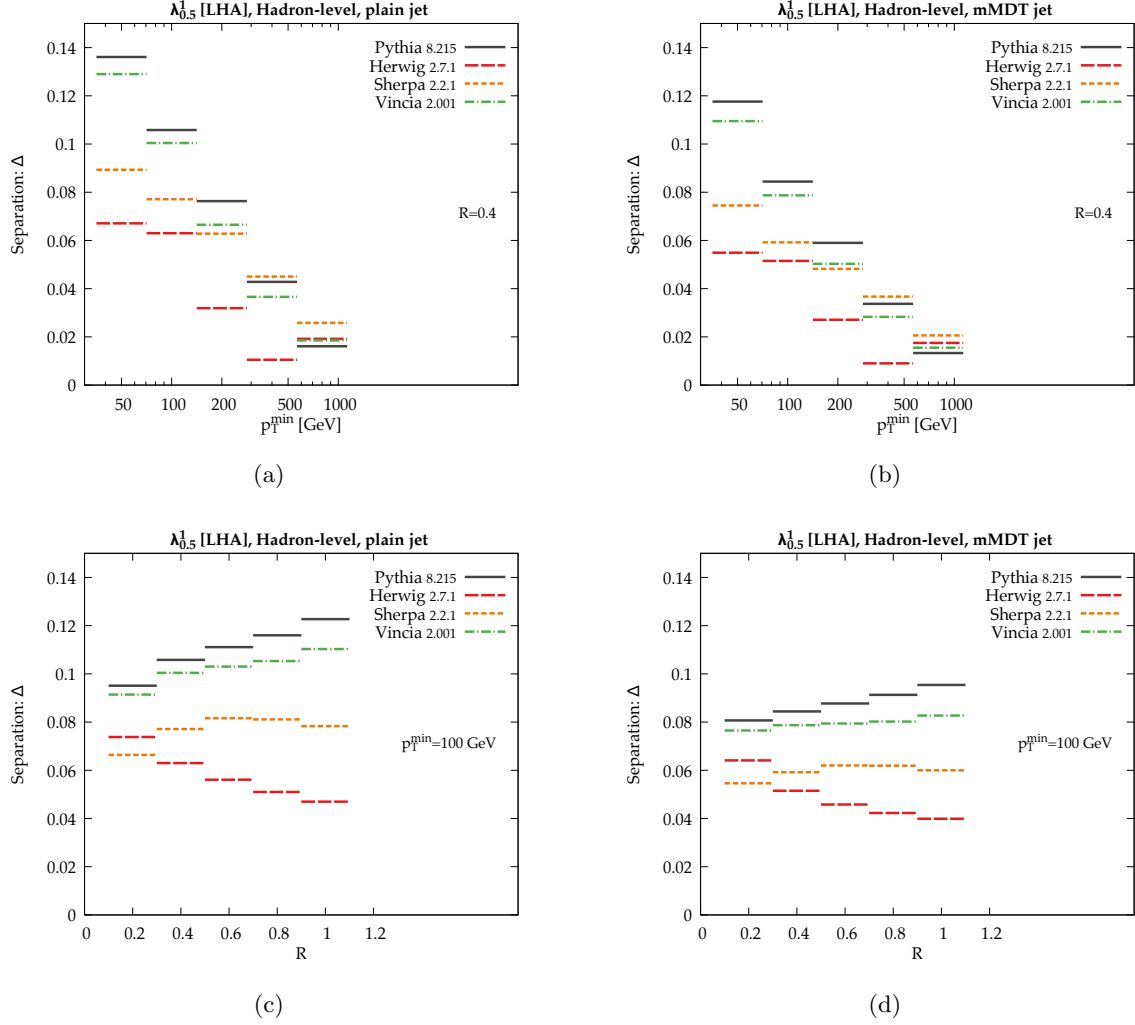 λ^1_0.5 [LHA], Hadron-level, plain jet
Separation: Δ
0.14
0.12
0.1
0.08
0.06
0.04
0.02
0
Pythia 8.215
Herwig 2.7.1
Sherpa 2.2.1
Vincia 2.001
R=0.4
50 100 200 500 1000
p_T^min [GeV]
(a)
λ^1_0.5 [LHA], Hadron-level, mMDT jet
Separation: Δ
0.14
0.12
0.1
0.08
0.06
0.04
0.02
0
Pythia 8.215
Herwig 2.7.1
Sherpa 2.2.1
Vincia 2.001
R=0.4
50 100 200 500 1000
p_T^min [GeV]
(b)
λ^1_0.5 [LHA], Hadron-level, plain jet
Separation: Δ
0.14
0.12
0.1
0.08
0.06
0.04
0.02
0
Pythia 8.215
Herwig 2.7.1
Sherpa 2.2.1
Vincia 2.001
p_T^min=100 GeV
0 0.2 0.4 0.6 0.8 1 1.2
R
(c)
λ^1_0.5 [LHA], Hadron-level, mMDT jet
Separation: Δ
0.14
0.12
0.1
0.08
0.06
0.04
0.02
0
Pythia 8.215
Herwig 2.7.1
Sherpa 2.2.1
Vincia 2.001
p_T^min=100 GeV
0 0.2 0.4 0.6 0.8 1 1.2
R
(d)